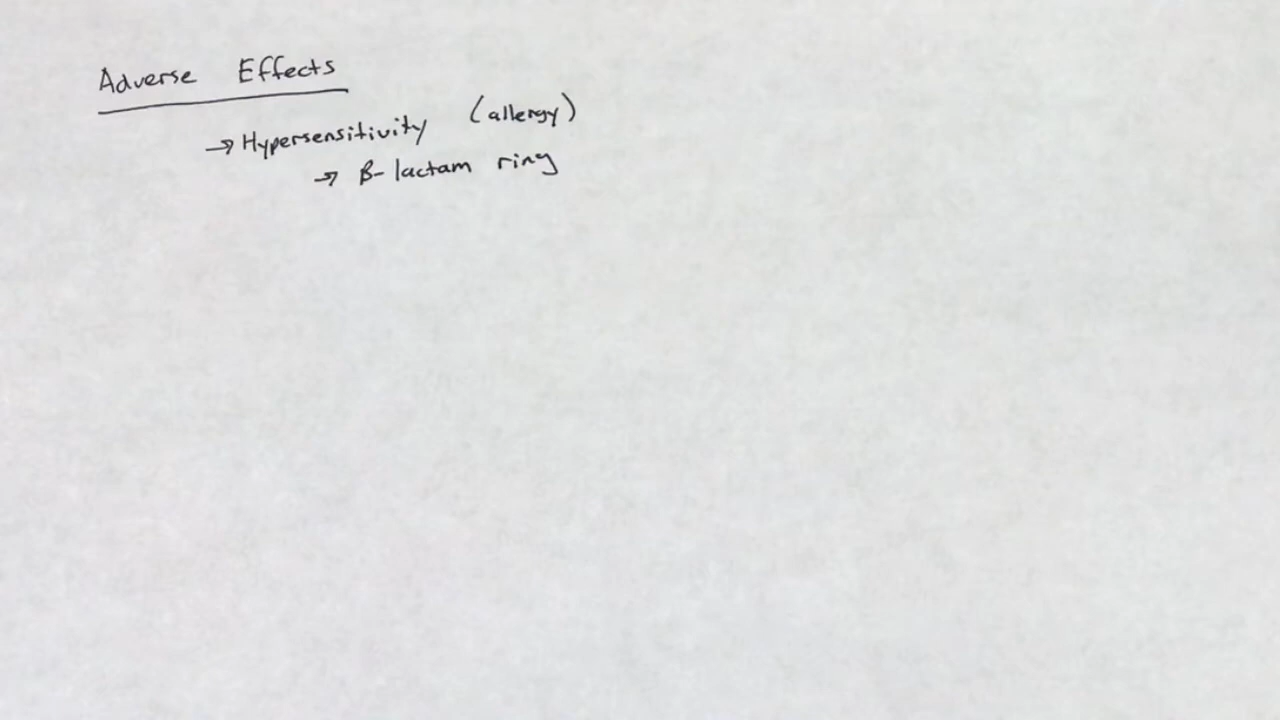 Adverse Effects
→ Hypersensitivity (allergy)
→ β-lactam ring